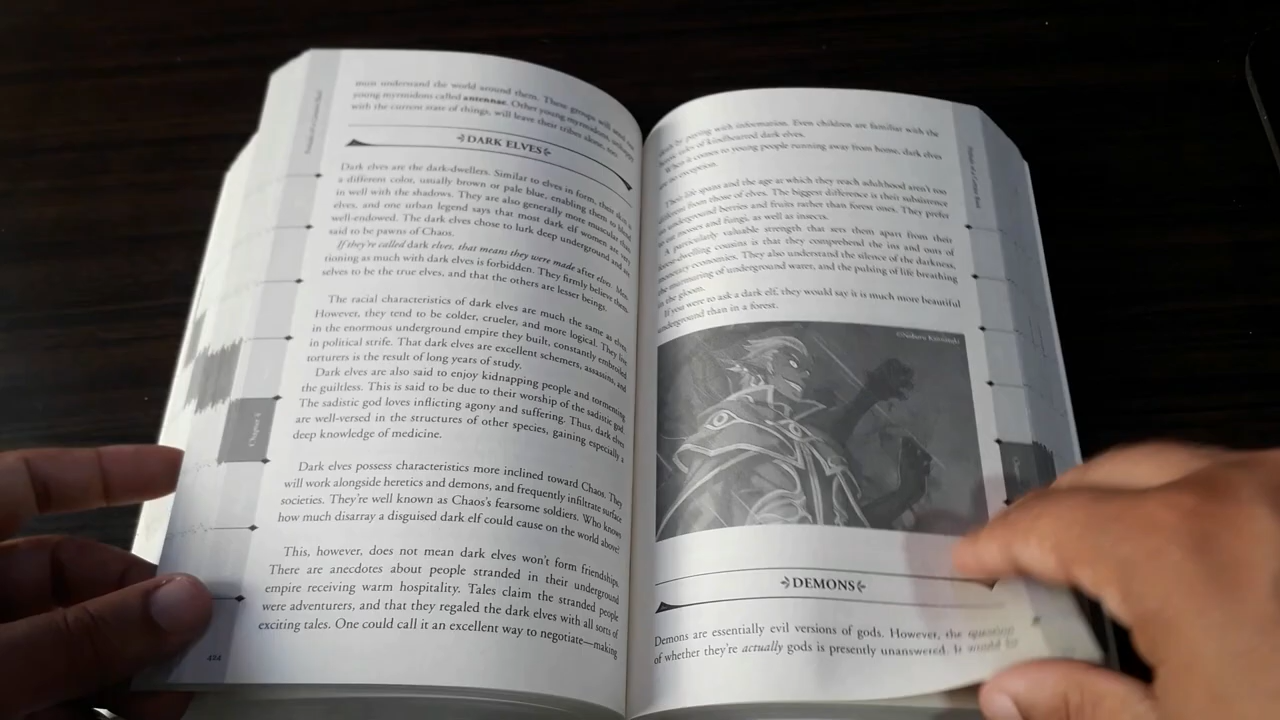 must understand the world around them. These groups will send
young myrmidons called antennae. Other young myrmidons, unhappy
with the current state of things, will leave their tribes alone, too.
DARK ELVES
Dark elves are the dark-dwellers. Similar to elves in form, their skin is
a different color, usually brown or pale blue, enabling them to blend
in well with the shadows. They are also generally more muscular than
elves, and one urban legend says that most dark elf women are very
well-endowed. The dark elves chose to lurk deep underground and are
said to be pawns of Chaos.
If they're called dark elves, that means they were made after elves. Men-
tioning as much with dark elves is forbidden. They firmly believe them-
selves to be the true elves, and that the others are lesser beings.
The racial characteristics of dark elves are much the same as elves.
However, they tend to be colder, crueler, and more logical. They live
in the enormous underground empire they built, constantly embroiled
in political strife. That dark elves are excellent schemers, assassins, and
torturers is the result of long years of study.
Dark elves are also said to enjoy kidnapping people and tormenting
the guiltless. This is said to be due to their worship of the sadistic god.
The sadistic god loves inflicting agony and suffering. Thus, dark elves
are well-versed in the structures of other species, gaining especially a
deep knowledge of medicine.
Dark elves possess characteristics more inclined toward Chaos. They
will work alongside heretics and demons, and frequently infiltrate surface
societies. They're well known as Chaos's fearsome soldiers. Who knows
how much disarray a disguised dark elf could cause on the world above?
This, however, does not mean dark elves won't form friendships.
There are anecdotes about people stranded in their underground
empire receiving warm hospitality. Tales claim the stranded people
were adventurers, and that they regaled the dark elves with all sorts of
exciting tales. One could call it an excellent way to negotiate—making
424
Chapter 4
deals by paying with information. Even children are familiar with the
heroic tales of kindhearted dark elves.
When it comes to young people running away from home, dark elves
are no exception.
Their life spans and the age at which they reach adulthood aren't too
different from those of elves. The biggest difference is their subsistence
on underground berries and fruits rather than forest ones. They prefer
to eat mosses and fungi, as well as insects.
A particularly valuable strength that sets them apart from their
forest-dwelling cousins is that they comprehend the ins and outs of
monetary economies. They also understand the silence of the darkness,
the murmuring of underground water, and the pulsing of life breathing
in the gloom.
If you were to ask a dark elf, they would say it is much more beautiful
underground than in a forest.
DEMONS
Demons are essentially evil versions of gods. However, the question
of whether they're actually gods is presently unanswered. It would be